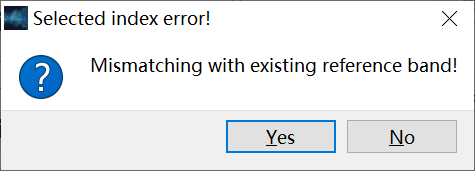 Selected index error!
Mismatching with existing reference band!
Yes
No